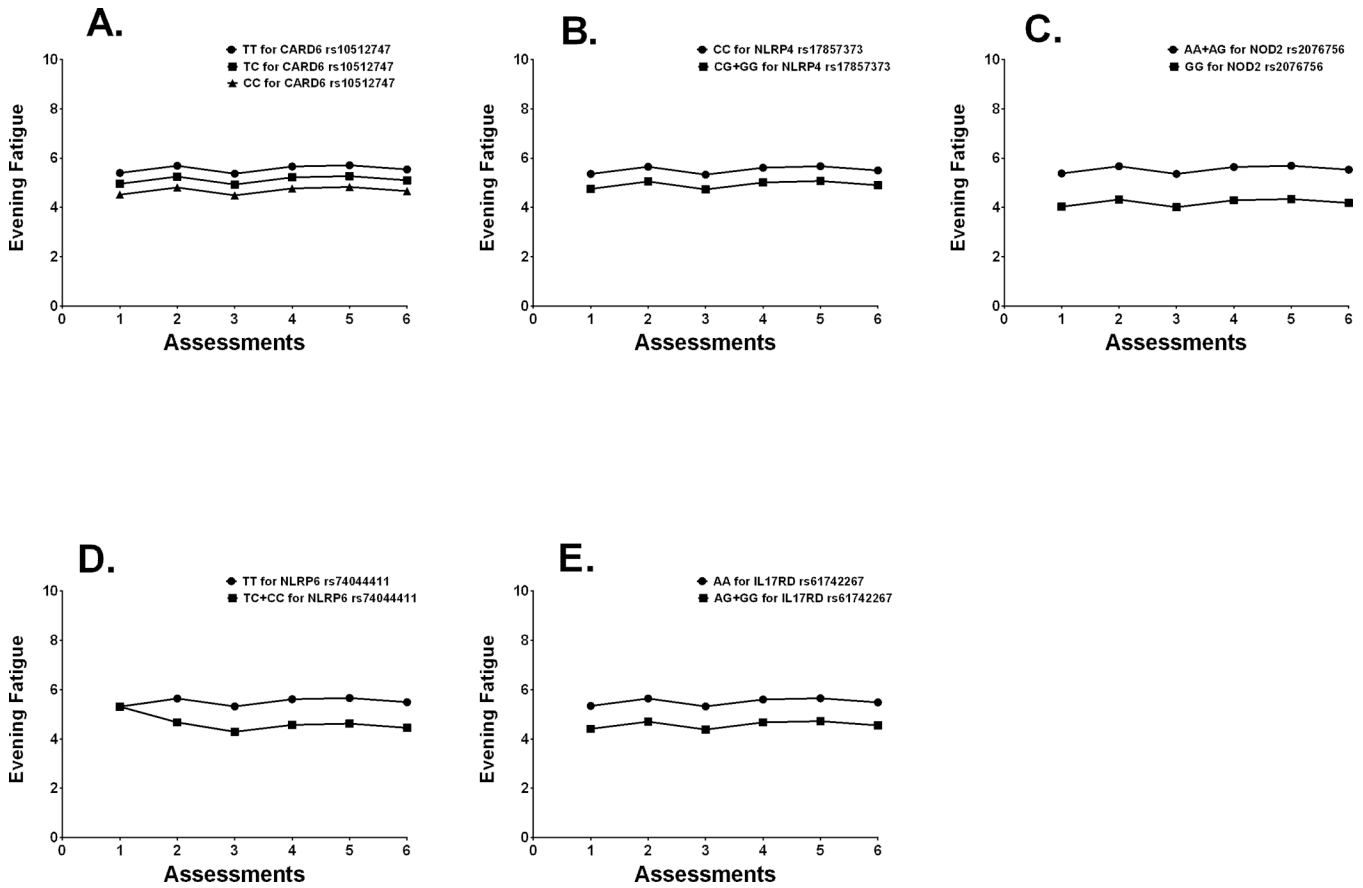 A.
TT for CARD6 rs10512747
TC for CARD6 rs10512747
CC for CARD6 rs10512747
Evening Fatigue
10
8
6
4
2
0
0 1 2 3 4 5 6
Assessments
B.
CC for NLRP4 rs17857373
CG+GG for NLRP4 rs17857373
Evening Fatigue
10
8
6
4
2
0
0 1 2 3 4 5 6
Assessments
C.
AA+AG for NOD2 rs2076756
GG for NOD2 rs2076756
Evening Fatigue
10
8
6
4
2
0
0 1 2 3 4 5 6
Assessments
D.
TT for NLRP6 rs74044411
TC+CC for NLRP6 rs74044411
Evening Fatigue
10
8
6
4
2
0
0 1 2 3 4 5 6
Assessments
E.
AA for IL17RD rs61742267
AG+GG for IL17RD rs61742267
Evening Fatigue
10
8
6
4
2
0
0 1 2 3 4 5 6
Assessments